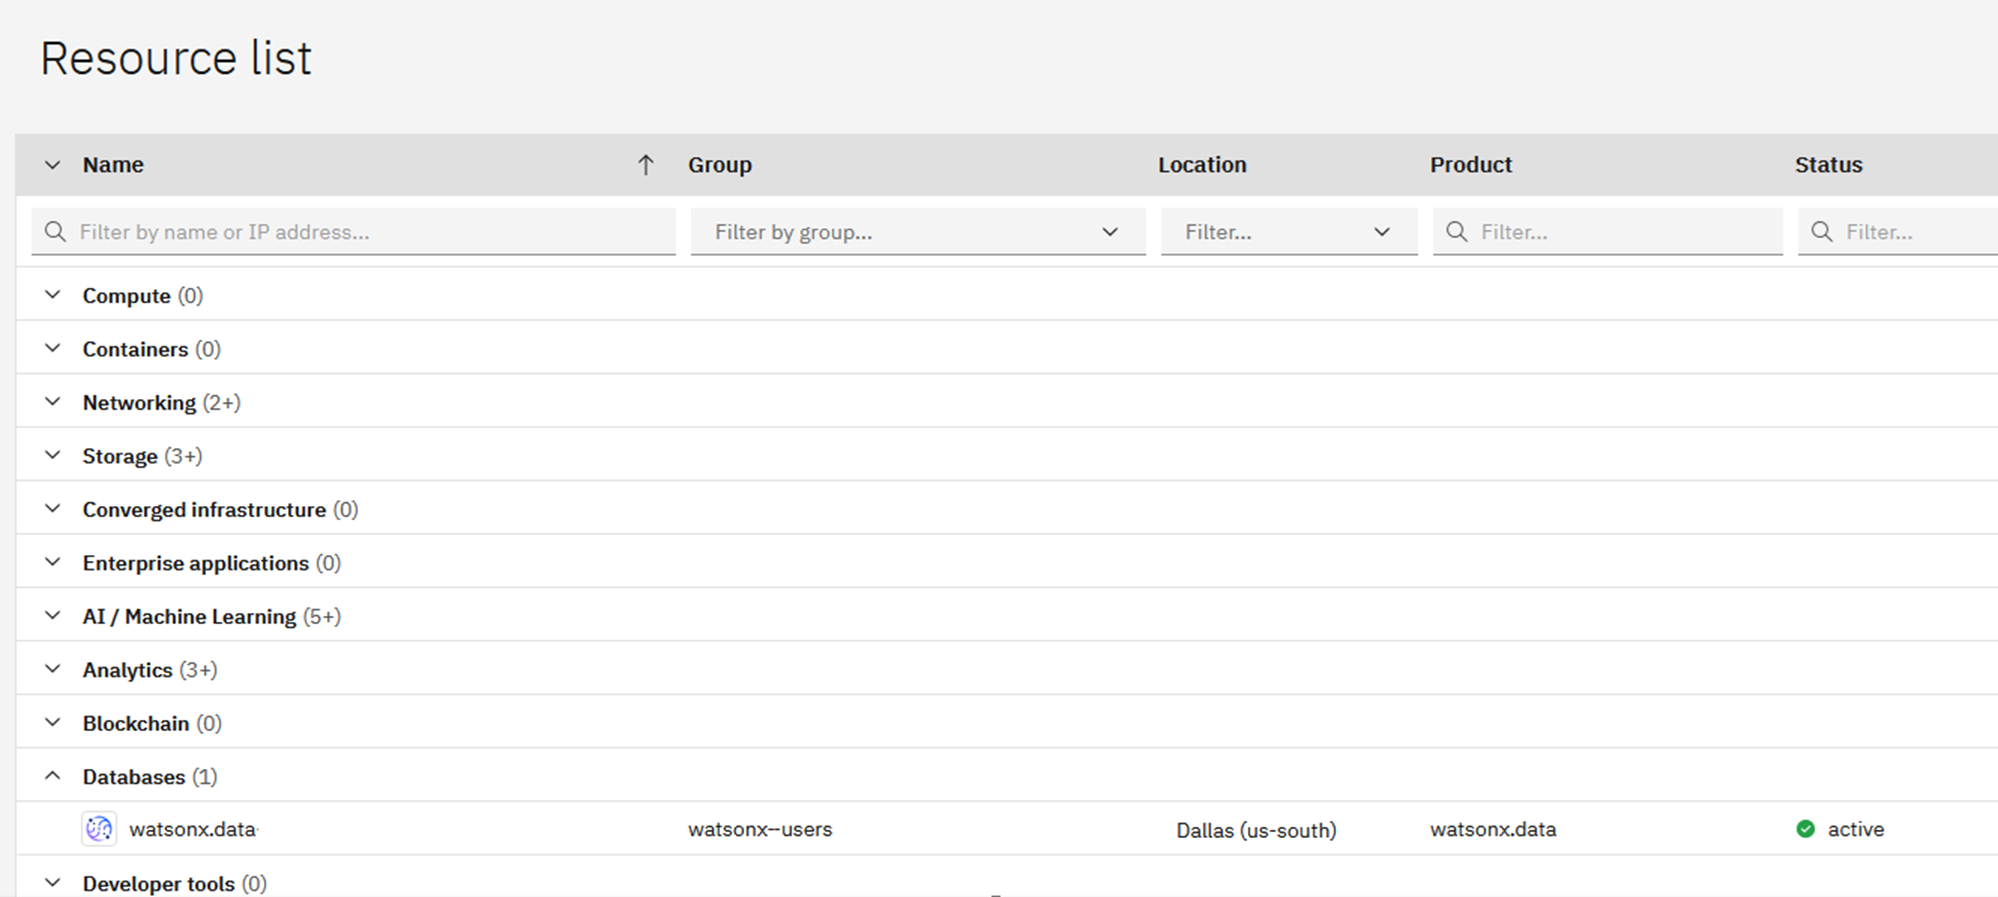 Resource list
Name Group Location Product Status
Filter by name or IP address... Filter by group... Filter... Filter... Filter...
Compute (0)
Containers (0)
Networking (2+)
Storage (3+)
Converged infrastructure (0)
Enterprise applications (0)
AI / Machine Learning (5+)
Analytics (3+)
Blockchain (0)
Databases (1)
watsonx.data watsonx--users Dallas (us-south) watsonx.data active
Developer tools (0)